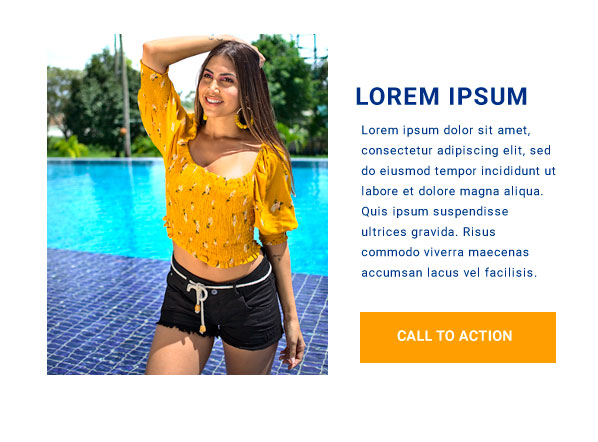 LOREM IPSUM
Lorem ipsum dolor sit amet,
consectetur adipiscing elit, sed
do eiusmod tempor incididunt ut
labore et dolore magna aliqua.
Quis ipsum suspendisse
ultrices gravida. Risus
commodo viverra maecenas
accumsan lacus vel facilisis.
CALL TO ACTION